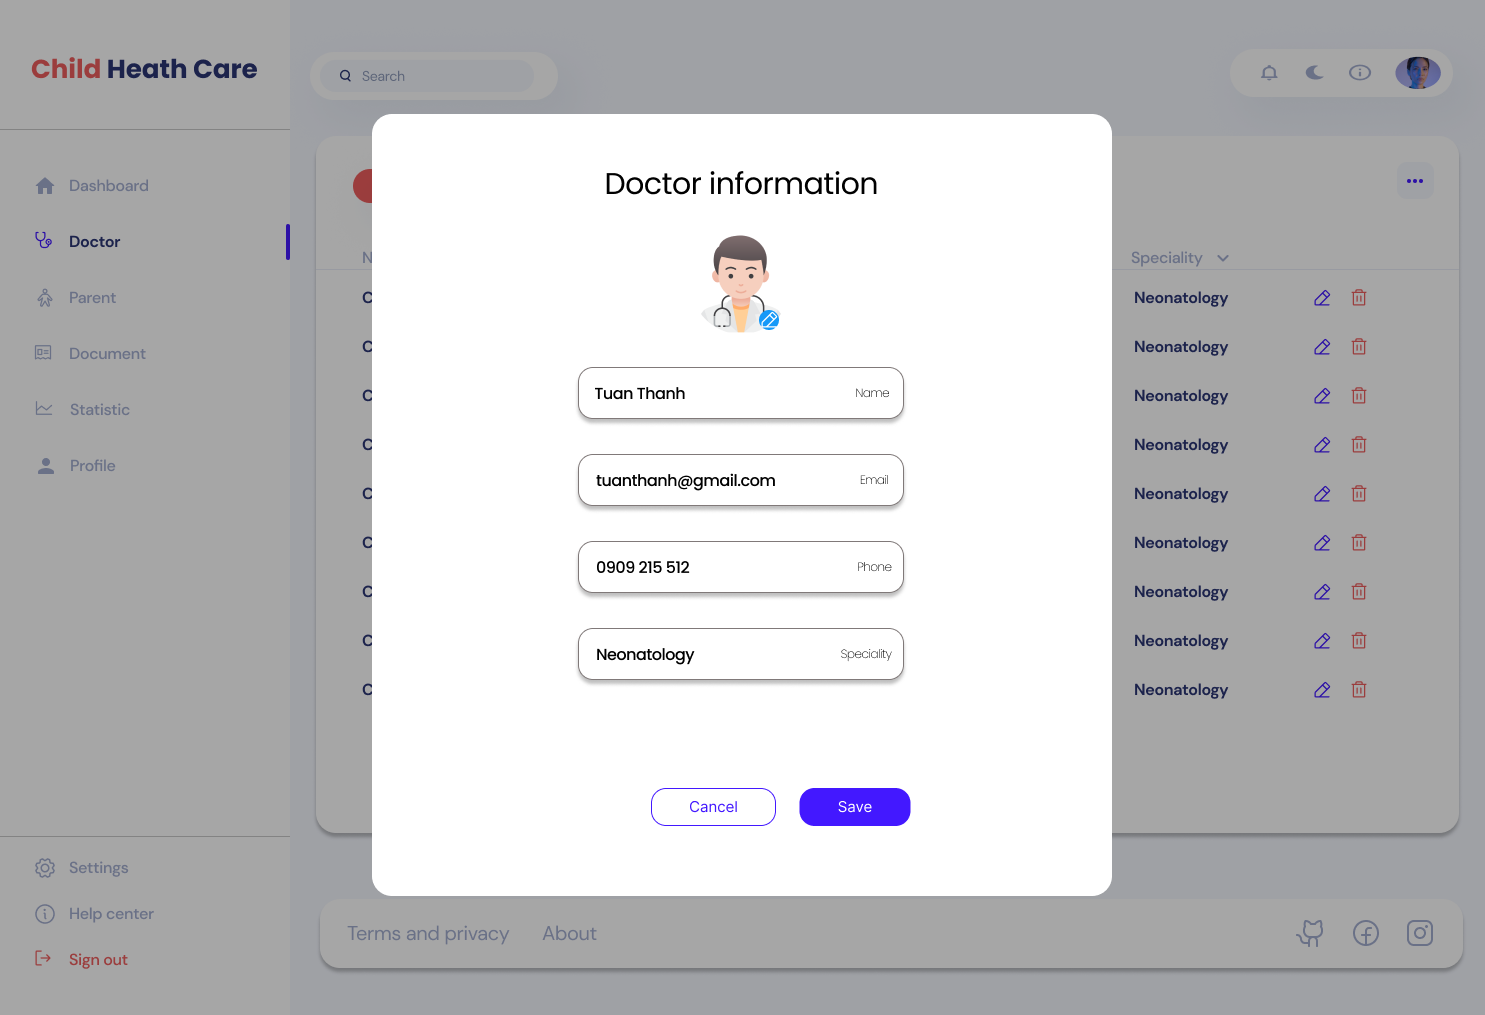 Child Heath Care
Search
Dashboard
Doctor
Parent
Document
Statistic
Profile
Settings
Help center
Sign out
Speciality
Neonatology
Neonatology
Neonatology
Neonatology
Neonatology
Neonatology
Neonatology
Neonatology
Neonatology
Doctor information
Tuan Thanh Name
tuanthanh@gmail.com Email
0909 215 512 Phone
Neonatology Speciality
Cancel Save
Terms and privacy About